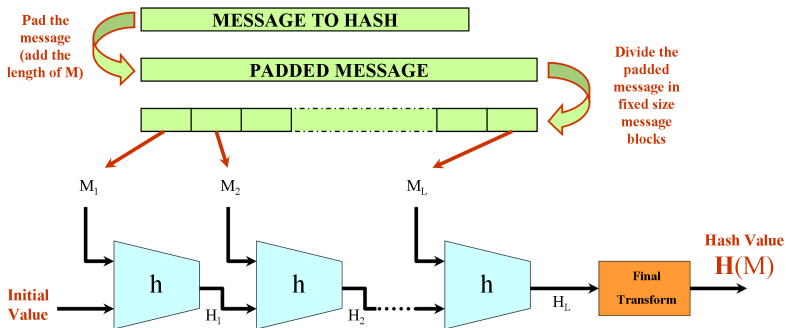 Pad the
message
(add the
length of M)
MESSAGE TO HASH
PADDED MESSAGE
Divide the
padded
message in
fixed size
message
blocks
M1
M2
ML
h
h
h
Initial
Value
H1
H2
HL
Final
Transform
Hash Value
H(M)